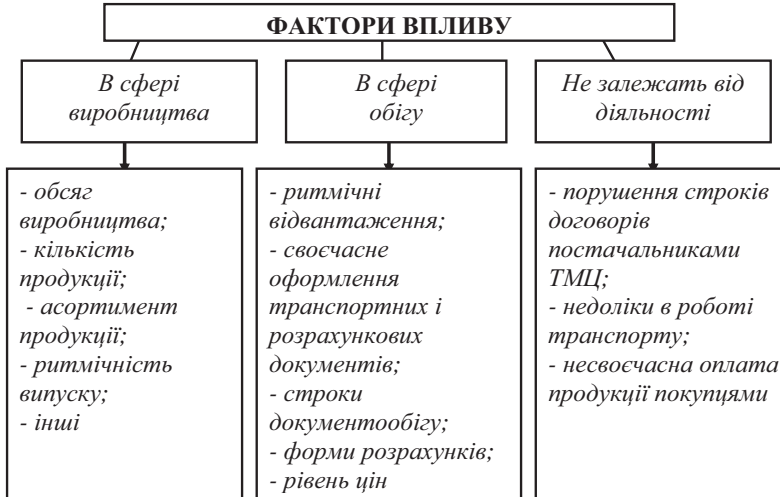 ФАКТОРИ ВПЛИВУ
В сфері
виробництва
В сфері
обігу
Не залежать від
діяльності
- обсяг
виробництва;
- кількість
продукції;
- асортимент
продукції;
- ритмічність
випуску;
- інші
- ритмічні
відвантаження;
- своєчасне
оформлення
транспортних і
розрахункових
документів;
- строки
документообігу;
- форми розрахунків;
- рівень цін
- порушення строків
договорів
постачальниками
ТМЦ;
- недоліки в роботі
транспорту;
- несвоєчасна оплата
продукції покупцями